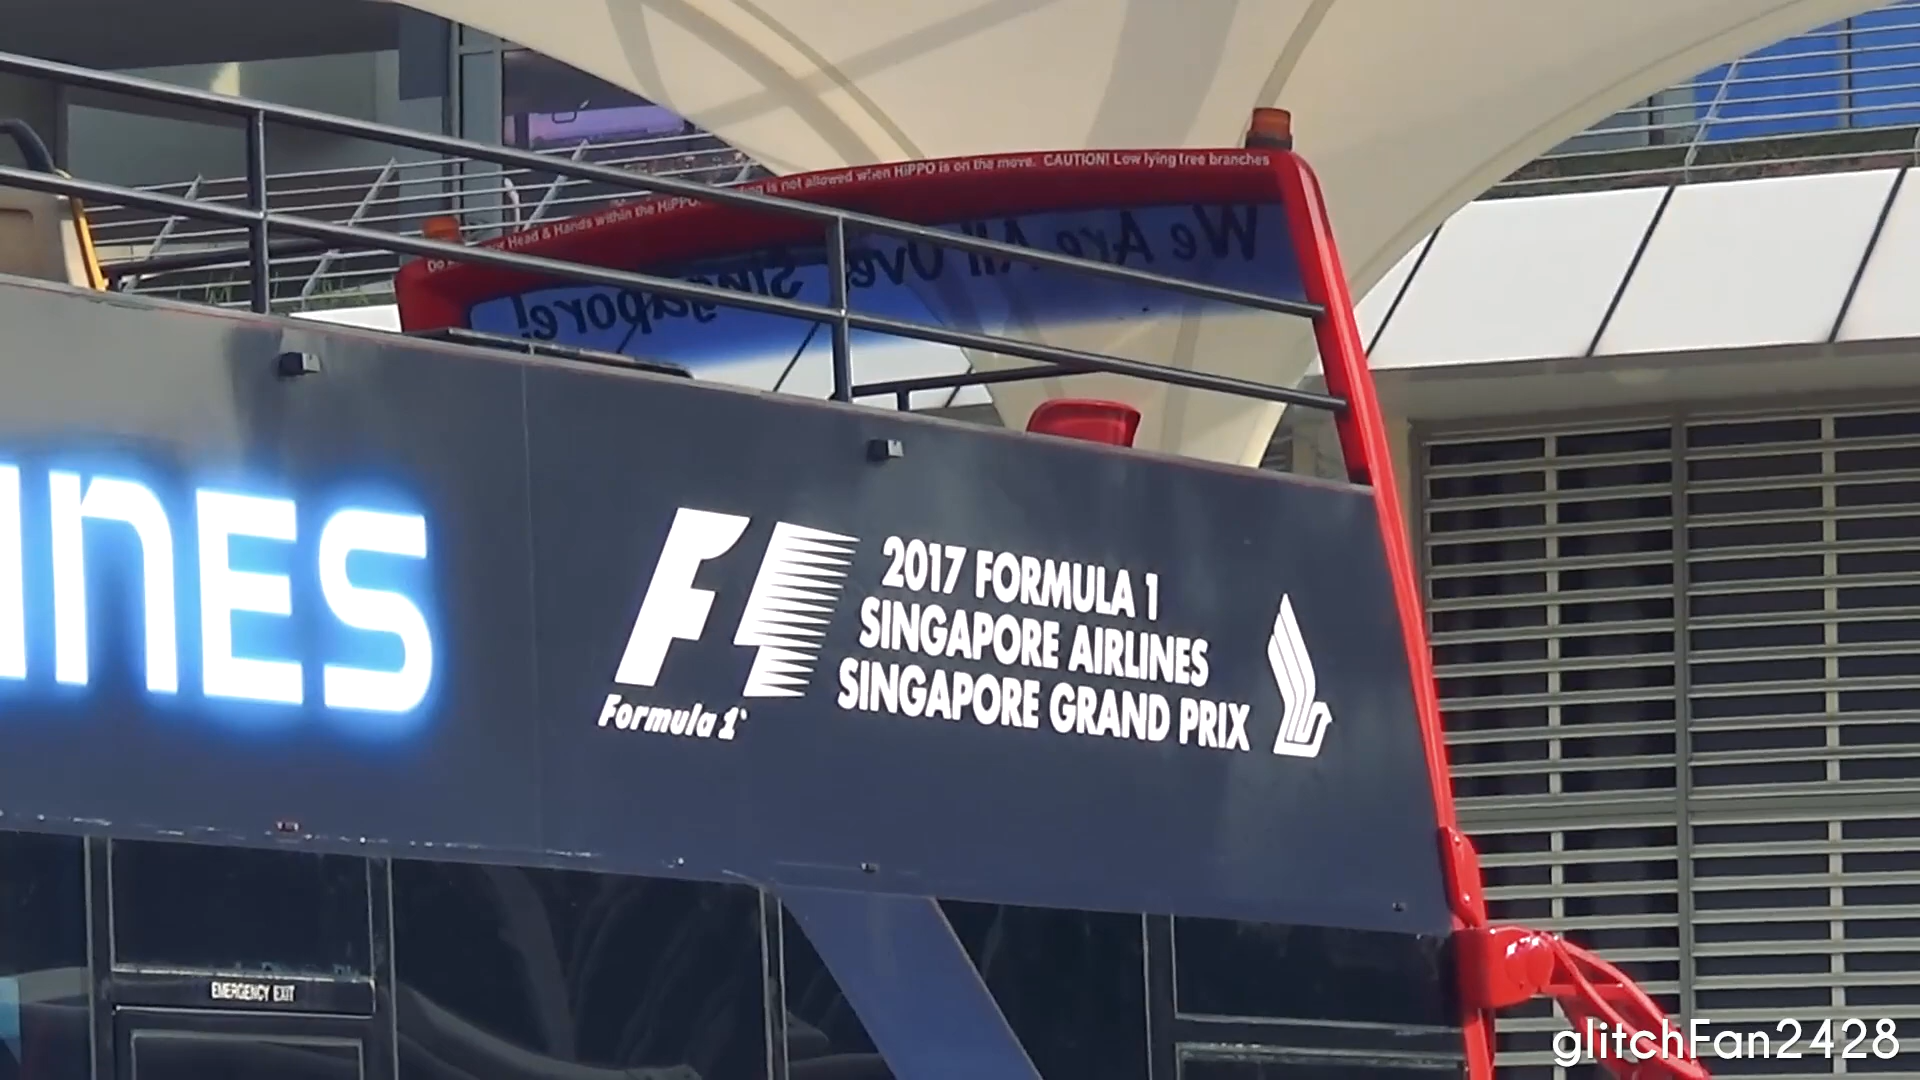 is not allowed when HiPPO is on the move. CAUTION! Low lying tree branches
Head & Hands within the HiPPO.
We Are All Over Singapore!
INES
2017 FORMULA 1
SINGAPORE AIRLINES
SINGAPORE GRAND PRIX
F1
Formula 1
EMERGENCY EXIT
glitchFan2428